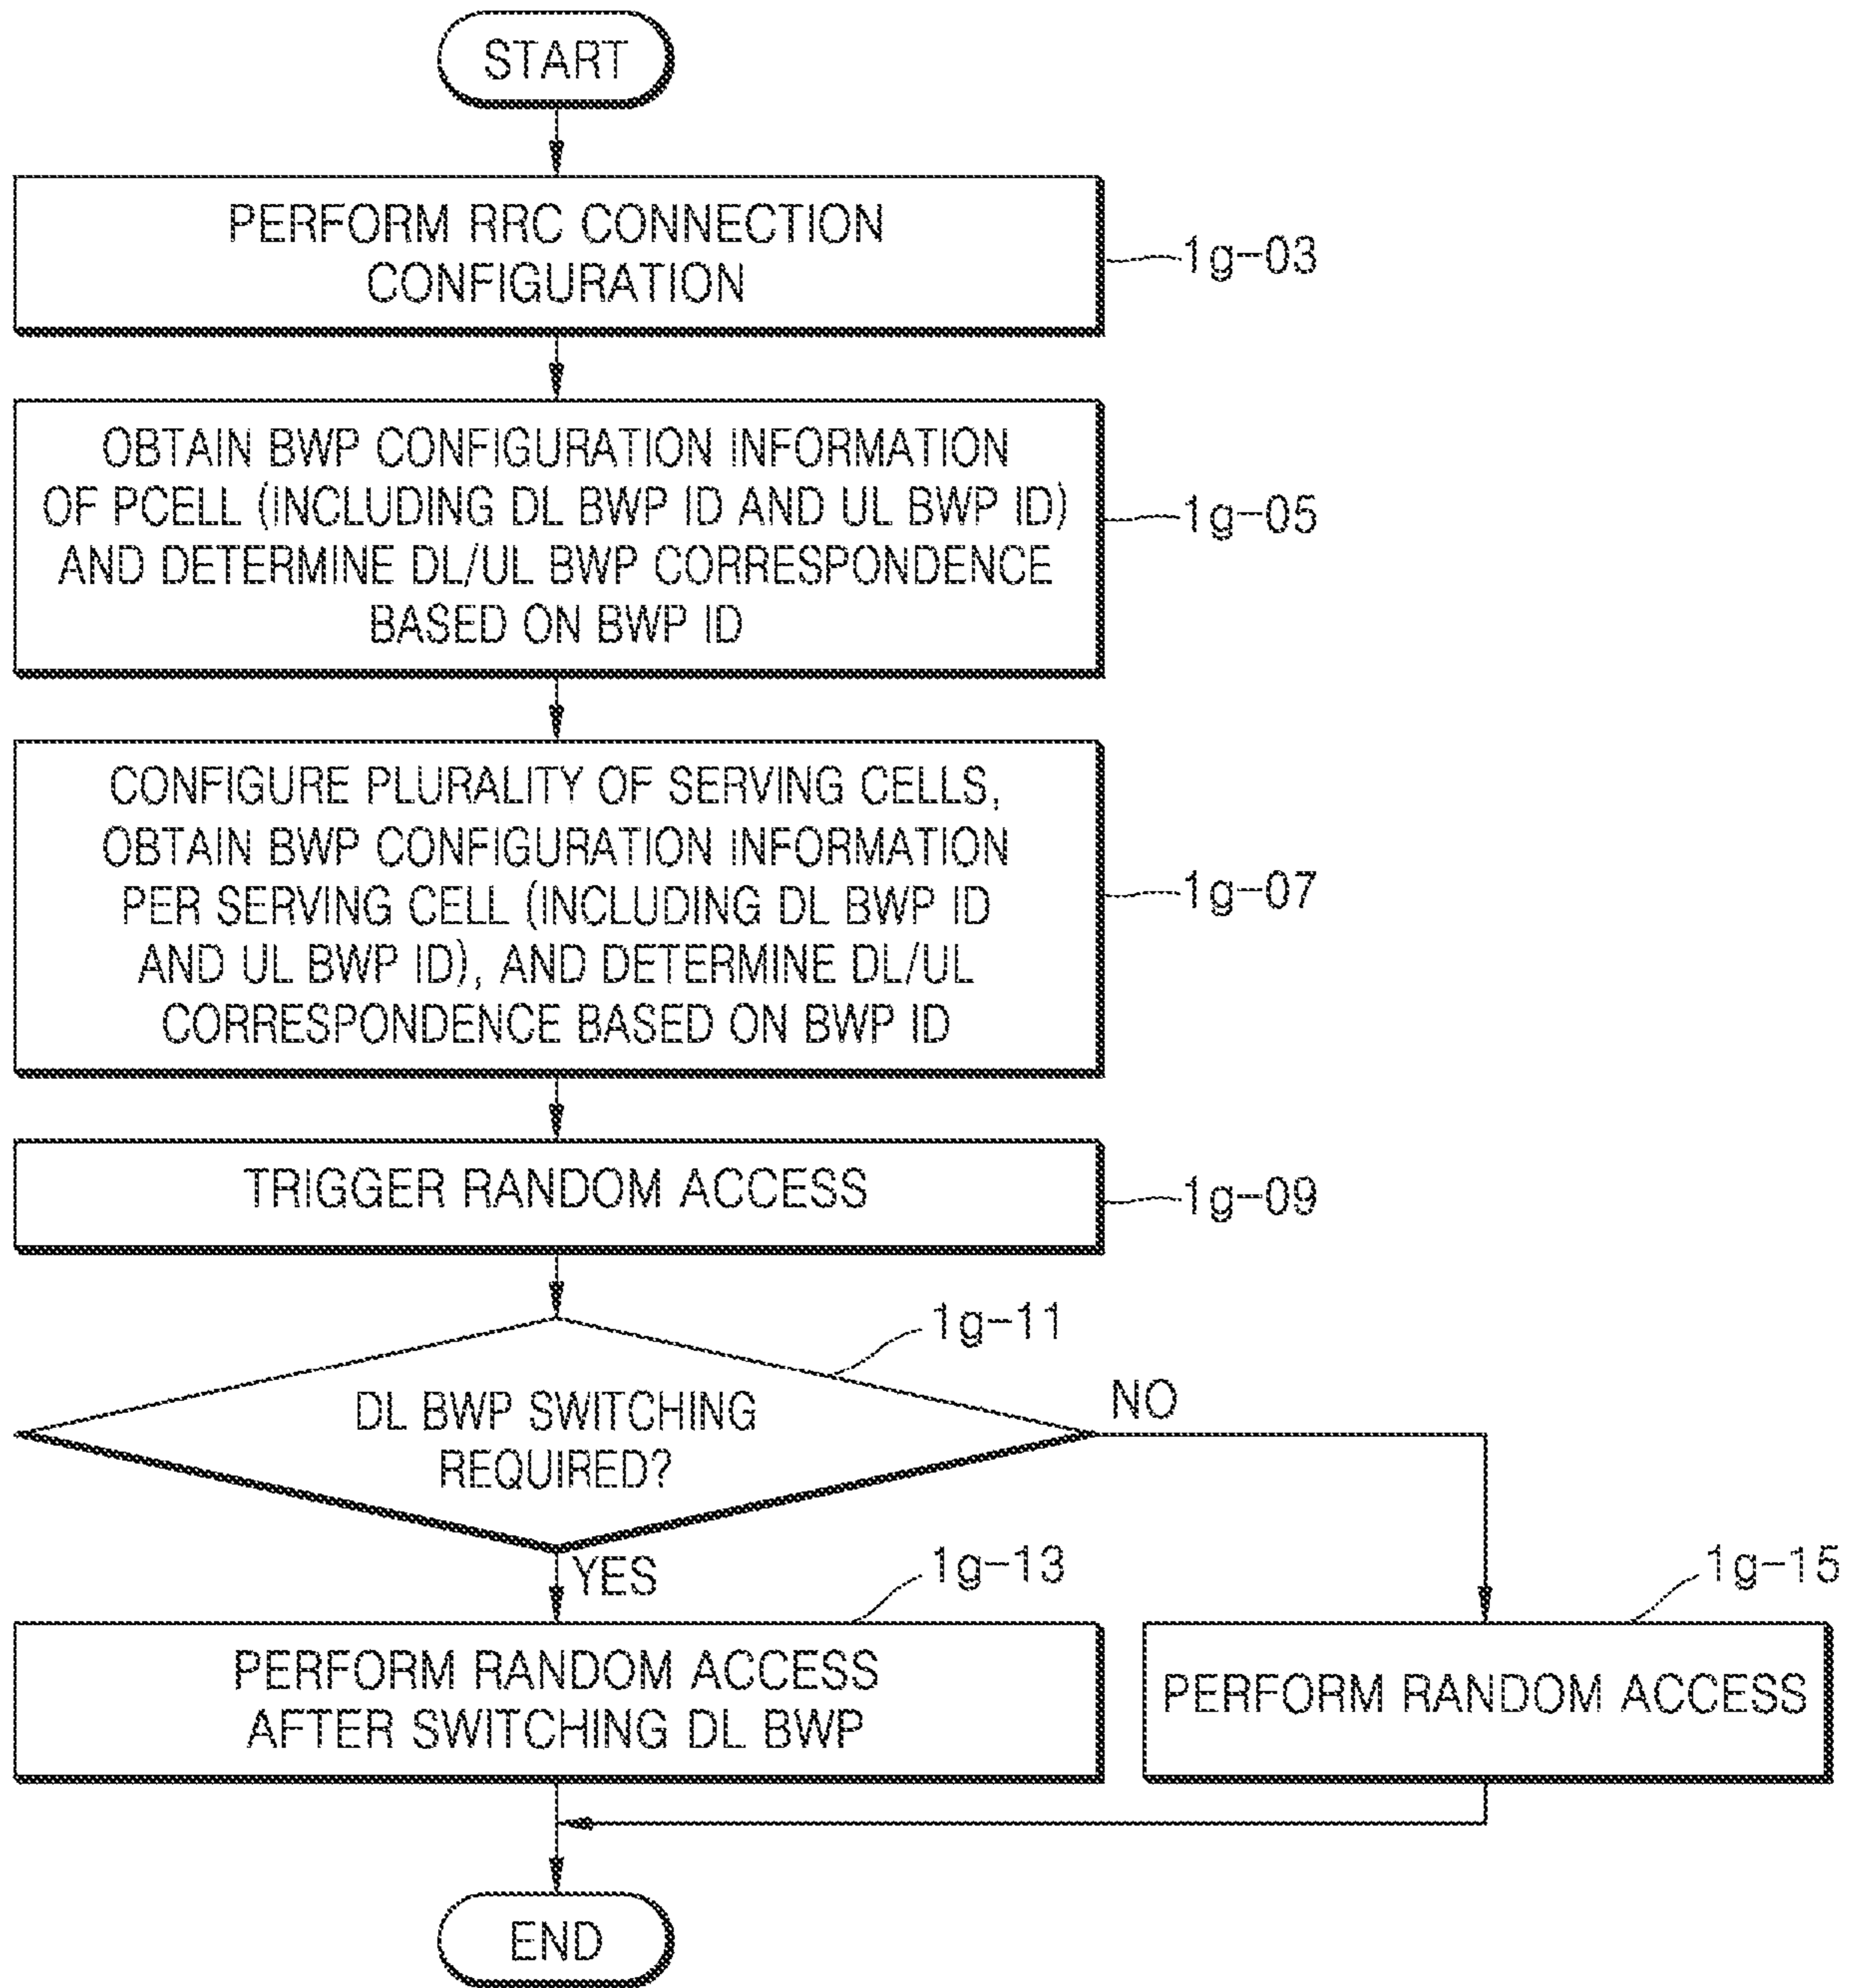 START
PERFORM RRC CONNECTION
CONFIGURATION
1g-03
OBTAIN BWP CONFIGURATION INFORMATION
OF PCELL (INCLUDING DL BWP ID AND UL BWP ID)
AND DETERMINE DL/UL BWP CORRESPONDENCE
BASED ON BWP ID
1g-05
CONFIGURE PLURALITY OF SERVING CELLS,
OBTAIN BWP CONFIGURATION INFORMATION
PER SERVING CELL (INCLUDING DL BWP ID
AND UL BWP ID), AND DETERMINE DL/UL
CORRESPONDENCE BASED ON BWP ID
1g-07
TRIGGER RANDOM ACCESS
1g-09
1g-11
DL BWP SWITCHING
REQUIRED?
NO
YES
1g-13
PERFORM RANDOM ACCESS
AFTER SWITCHING DL BWP
1g-15
PERFORM RANDOM ACCESS
END